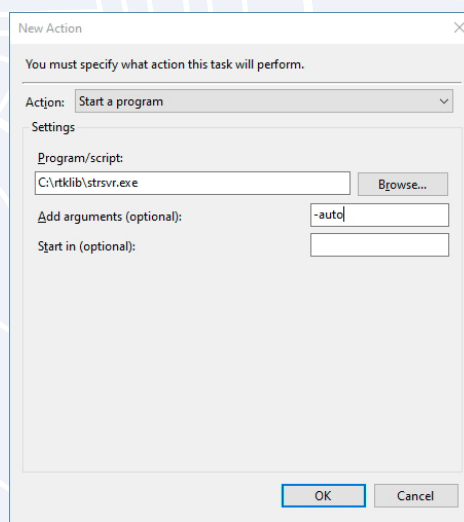 New Action
You must specify what action this task will perform.
Action: Start a program
Settings
Program/script:
C:\rtklib\strsvr.exe Browse...
Add arguments (optional): -auto
Start in (optional):
OK Cancel